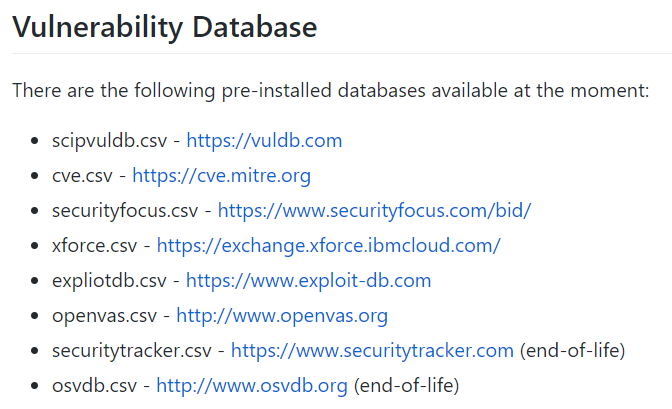 Vulnerability Database
There are the following pre-installed databases available at the moment:
• scipvuldb.csv - https://vuldb.com
• cve.csv - https://cve.mitre.org
• securityfocus.csv - https://www.securityfocus.com/bid/
• xforce.csv - https://exchange.xforce.ibmcloud.com/
• expliotdb.csv - https://www.exploit-db.com
• openvas.csv - http://www.openvas.org
• securitytracker.csv - https://www.securitytracker.com (end-of-life)
• osvdb.csv - http://www.osvdb.org (end-of-life)